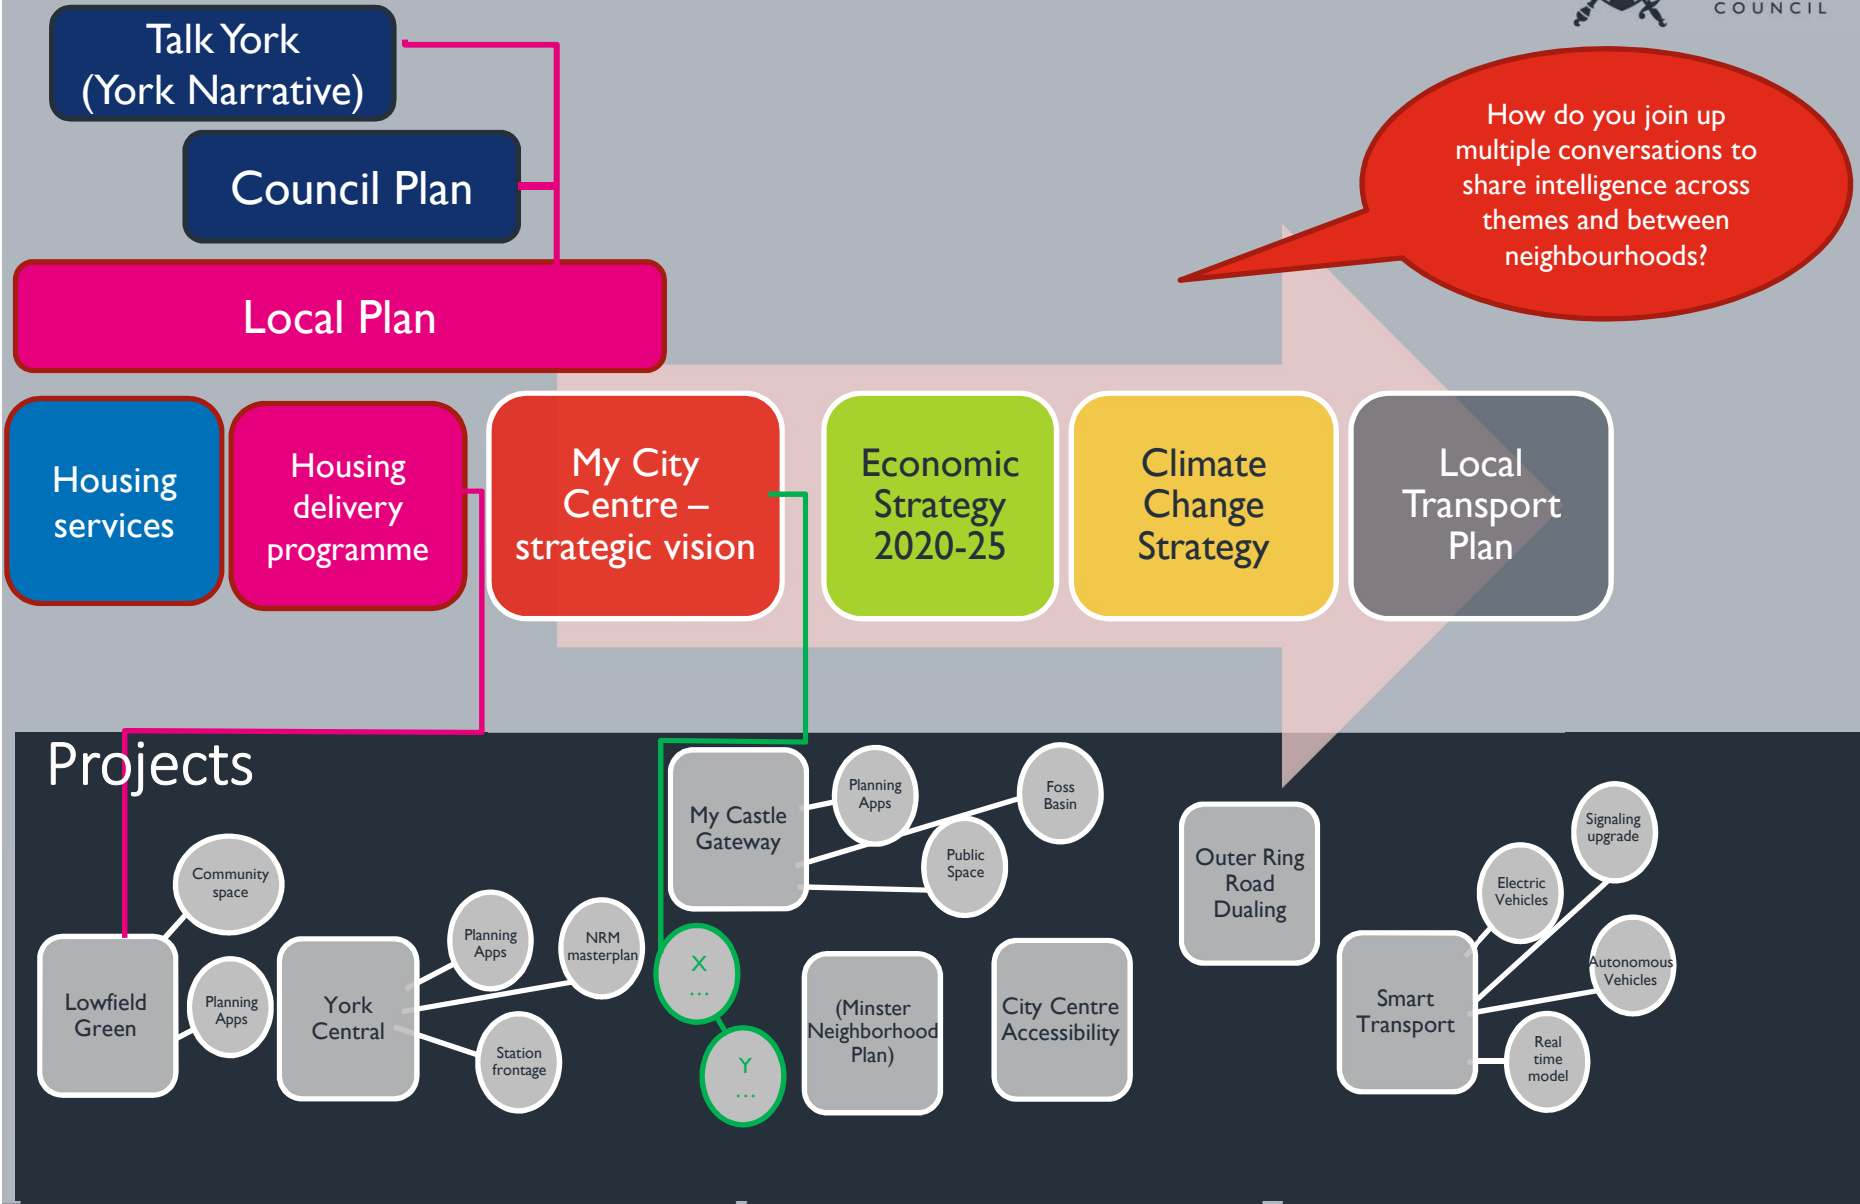 COUNCIL
Talk York
(York Narrative)
Council Plan
Local Plan
How do you join up
multiple conversations to
share intelligence across
themes and between
neighbourhoods?
Housing
services
Housing
delivery
programme
My City
Centre –
strategic vision
Economic
Strategy
2020-25
Climate
Change
Strategy
Local
Transport
Plan
Projects
Community
space
Lowfield
Green
Planning
Apps
York
Central
Planning
Apps
NRM
masterplan
Station
frontage
My Castle
Gateway
Planning
Apps
Foss
Basin
Public
Space
X
...
Y
...
(Minster
Neighborhood
Plan)
City Centre
Accessibility
Outer Ring
Road
Dualing
Smart
Transport
Signaling
upgrade
Electric
Vehicles
Autonomous
Vehicles
Real
time
model